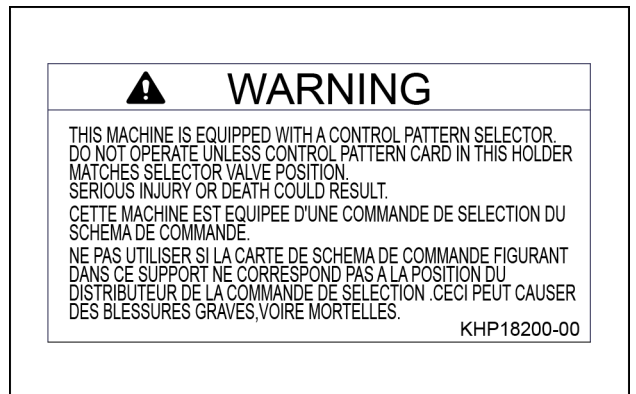 WARNING
THIS MACHINE IS EQUIPPED WITH A CONTROL PATTERN SELECTOR.
DO NOT OPERATE UNLESS CONTROL PATTERN CARD IN THIS HOLDER
MATCHES SELECTOR VALVE POSITION.
SERIOUS INJURY OR DEATH COULD RESULT.
CETTE MACHINE EST EQUIPEE D'UNE COMMANDE DE SELECTION DU
SCHEMA DE COMMANDE.
NE PAS UTILISER SI LA CARTE DE SCHEMA DE COMMANDE FIGURANT
DANS CE SUPPORT NE CORRESPOND PAS A LA POSITION DU
DISTRIBUTEUR DE LA COMMANDE DE SELECTION .CECI PEUT CAUSER
DES BLESSURES GRAVES,VOIRE MORTELLES.
KHP18200-00